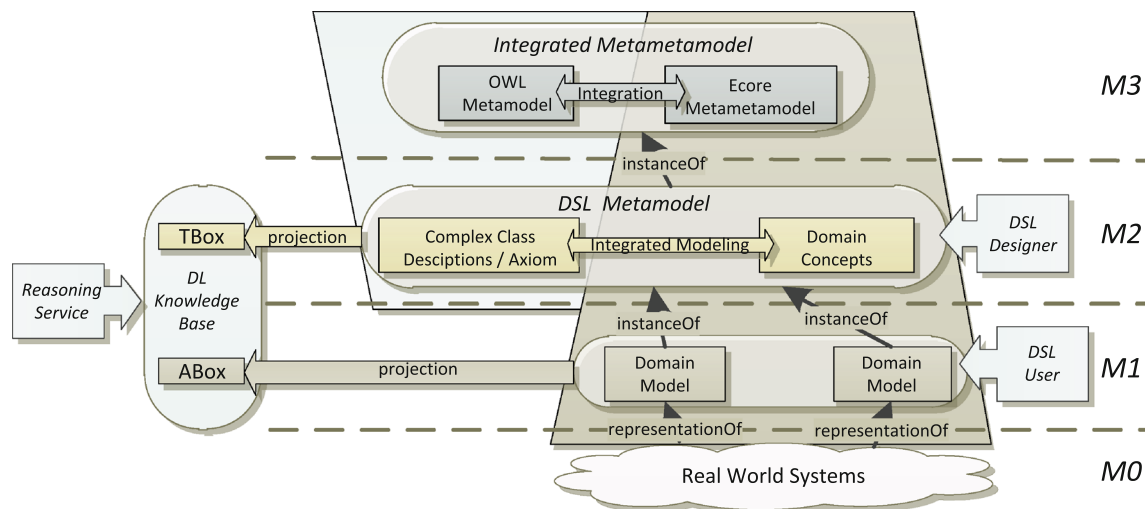 Integrated Metametamodel
OWL
Metamodel
Integration
Ecore
Metametamodel
M3
instanceOf
DSL Metamodel
TBox
projection
Complex Class
Desciptions / Axiom
Integrated Modeling
Domain
Concepts
DSL
Designer
M2
Reasoning
Service
DL
Knowledge
Base
instanceOf
instanceOf
ABox
projection
Domain
Model
Domain
Model
DSL
User
M1
representationOf
representationOf
Real World Systems
M0